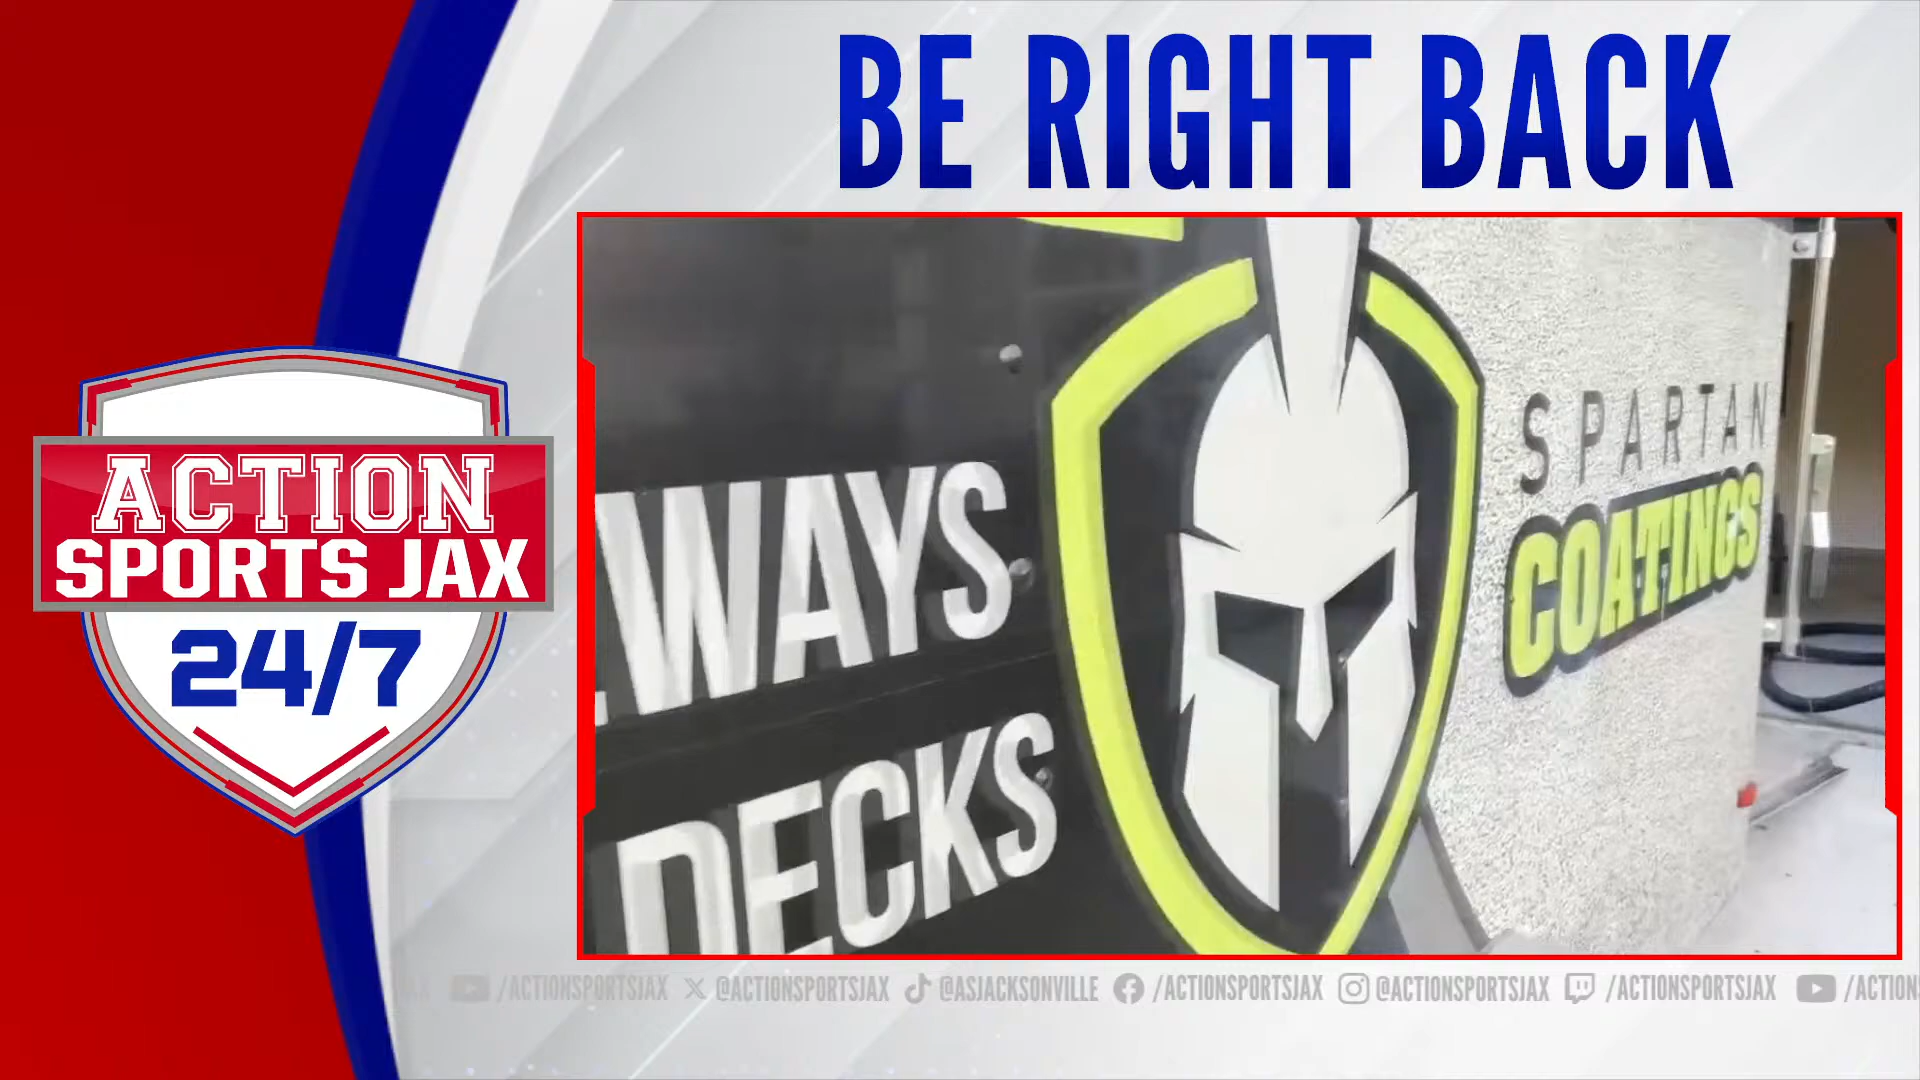 BE RIGHT BACK
ACTION
SPORTS JAX
24/7
WAYS
DECKS
SPARTAN
COATINGS
/ACTIONSPORTSJAX @ACTIONSPORTSJAX @ASJACKSONVILLE /ACTIONSPORTSJAX @ACTIONSPORTSJAX /ACTIONSPORTSJAX